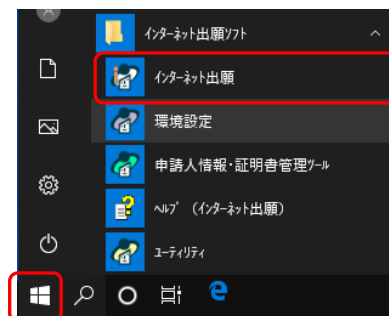 ｲﾝﾀｰﾈｯﾄ出願ｿﾌﾄ
ｲﾝﾀｰﾈｯﾄ出願
環境設定
申請人情報･証明書管理ﾂｰﾙ
ﾍﾙﾌﾟ (ｲﾝﾀｰﾈｯﾄ出願)
ﾕｰﾃｨﾘﾃｨ